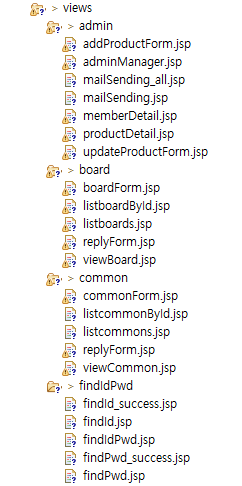 > views
> admin
addProductForm.jsp
adminManager.jsp
mailSending_all.jsp
mailSending.jsp
memberDetail.jsp
productDetail.jsp
updateProductForm.jsp
> board
boardForm.jsp
listboardById.jsp
listboards.jsp
replyForm.jsp
viewBoard.jsp
> common
commonForm.jsp
listcommonById.jsp
listcommons.jsp
replyForm.jsp
viewCommon.jsp
> findIdPwd
findId_success.jsp
findId.jsp
findIdPwd.jsp
findPwd_success.jsp
findPwd.jsp